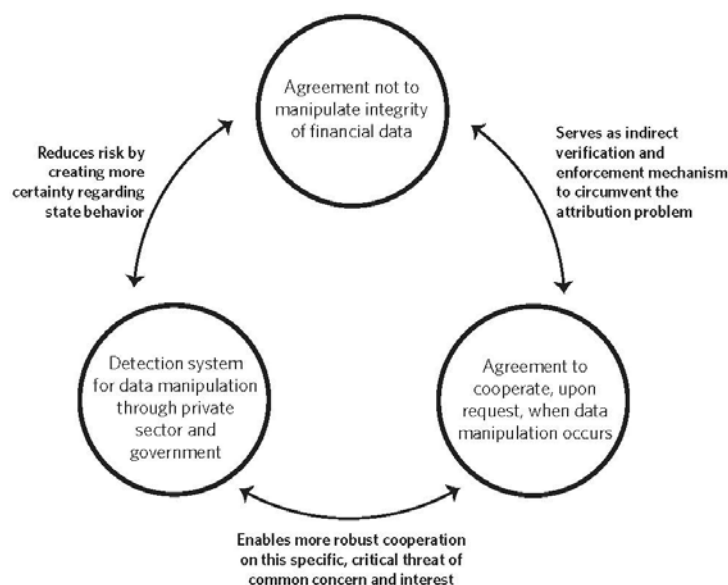 Agreement not to
manipulate integrity
of financial data
Reduces risk by
creating more
certainty regarding
state behavior
Serves as indirect
verification and
enforcement mechanism
to circumvent the
attribution problem
Detection system
for data manipulation
through private
sector and
government
Agreement to
cooperate, upon
request, when data
manipulation occurs
Enables more robust cooperation
on this specific, critical threat of
common concern and interest